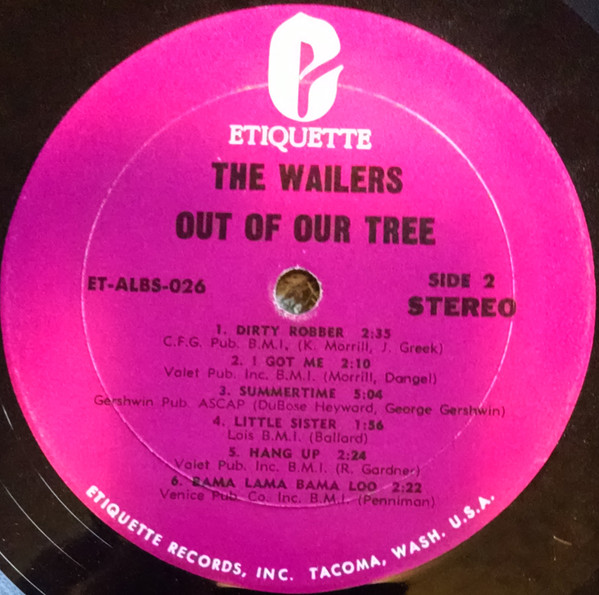 ETIQUETTE
THE WAILERS
OUT OF OUR TREE
ET-ALBS-026
SIDE 2
STEREO
1. DIRTY ROBBER 2:35
C.F.G. Pub. B.M.I. (K. Morrill, J. Greek)
2. I GOT ME 2:10
Valet Pub. Inc. B.M.I. (Morrill, Dangel)
3. SUMMERTIME 5:04
Gershwin Pub. ASCAP (DuBose Heyward, George Gershwin)
4. LITTLE SISTER 1:56
Lois B.M.I. (Ballard)
5. HANG UP 2:24
Valet Pub. Inc. B.M.I. (R. Gardner)
6. BAMA LAMA BAMA LOO 2:22
Venice Pub. Co. Inc. B.M.I. (Penniman)
ETIQUETTE RECORDS, INC. TACOMA, WASH. U.S.A.